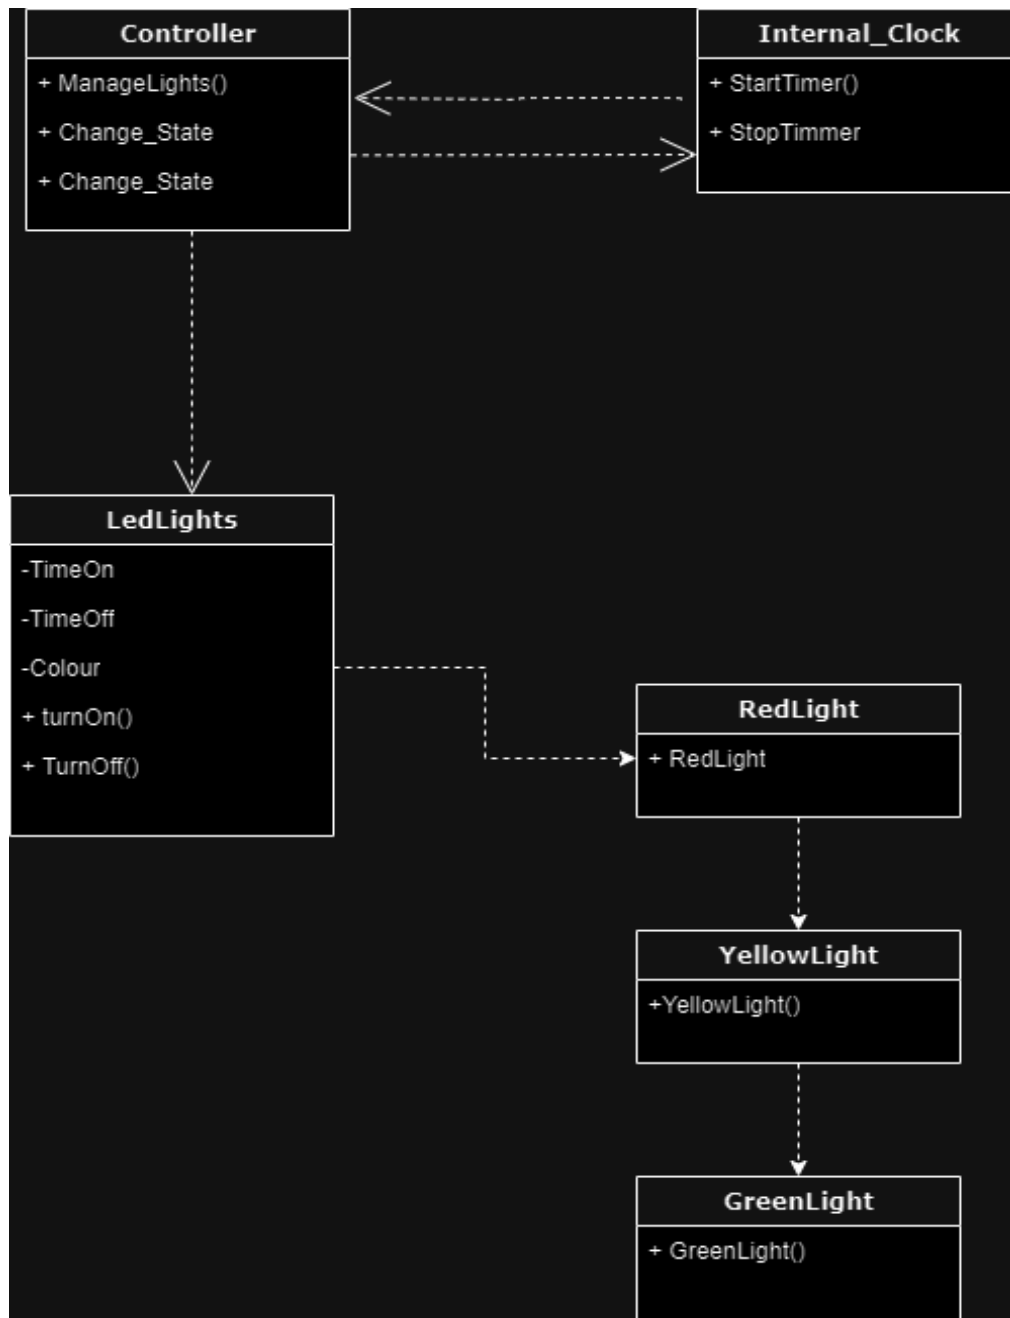 Controller
+ ManageLights()
+ Change_State
+ Change_State
Internal_Clock
+ StartTimer()
+ StopTimmer
LedLights
-TimeOn
-TimeOff
-Colour
+ turnOn()
+ TurnOff()
RedLight
+ RedLight
YellowLight
+YellowLight()
GreenLight
+ GreenLight()